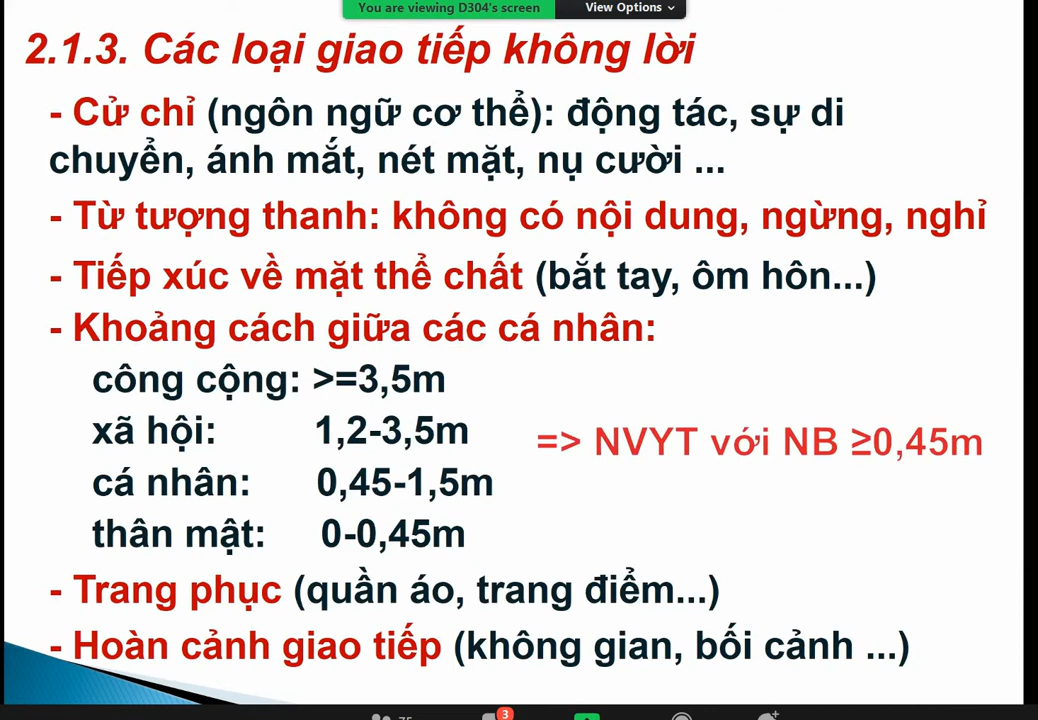 You are viewing D304's screen View Options
2.1.3. Các loại giao tiếp không lời
- Cử chỉ (ngôn ngữ cơ thể): động tác, sự di
chuyển, ánh mắt, nét mặt, nụ cười ...
- Từ tượng thanh: không có nội dung, ngừng, nghỉ
- Tiếp xúc về mặt thể chất (bắt tay, ôm hôn...)
- Khoảng cách giữa các cá nhân:
công cộng: >=3,5m
xã hội: 1,2-3,5m
=> NVYT với NB ≥0,45m
cá nhân: 0,45-1,5m
thân mật: 0-0,45m
- Trang phục (quần áo, trang điểm...)
- Hoàn cảnh giao tiếp (không gian, bối cảnh ...)
3